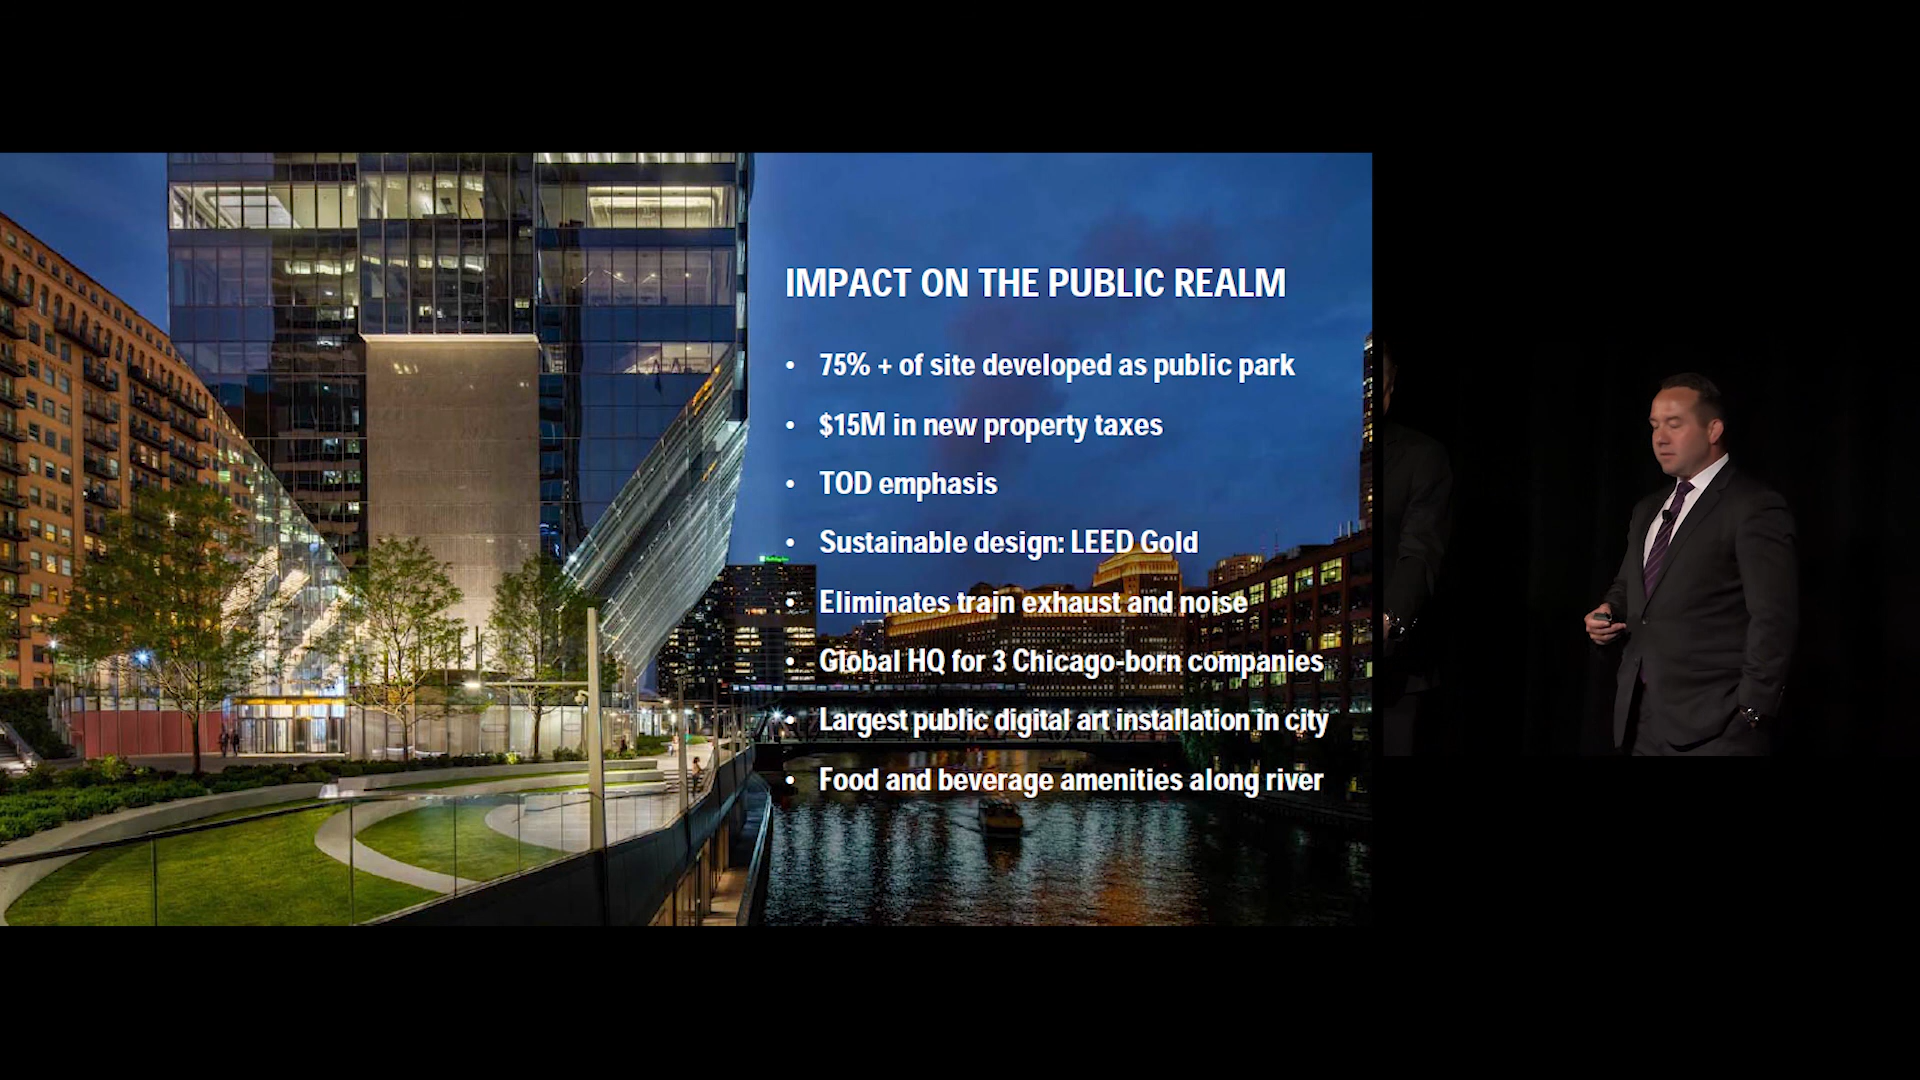 IMPACT ON THE PUBLIC REALM
• 75% + of site developed as public park
• $15M in new property taxes
• TOD emphasis
• Sustainable design: LEED Gold
• Eliminates train exhaust and noise
• Global HQ for 3 Chicago-born companies
• Largest public digital art installation in city
• Food and beverage amenities along river